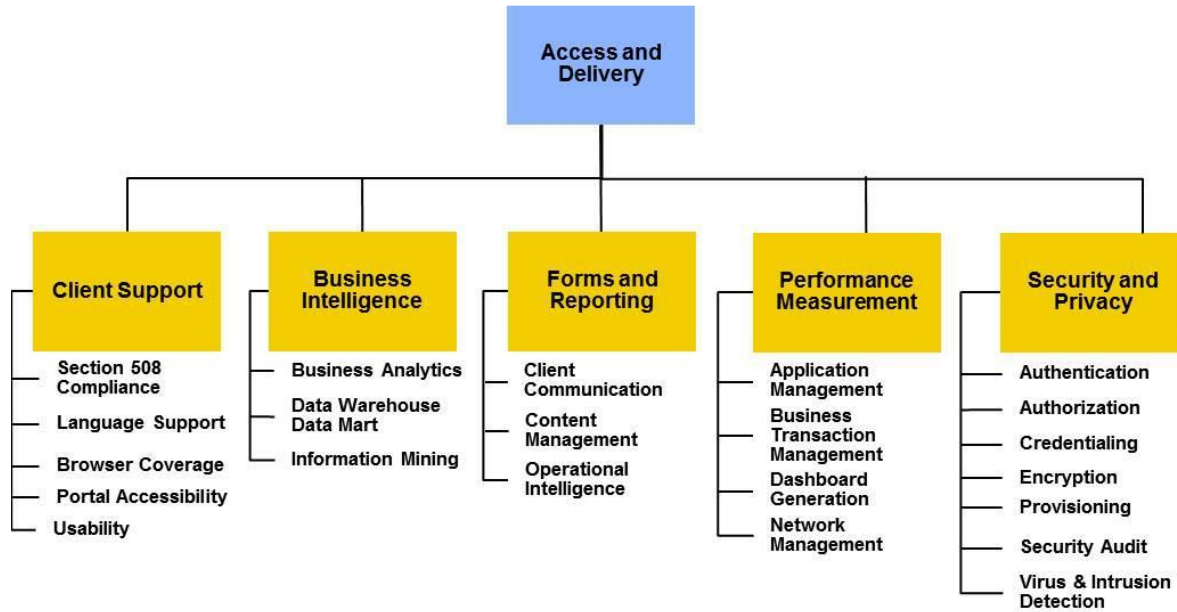 Access and
Delivery
Client Support
Section 508
Compliance
Language Support
Browser Coverage
Portal Accessibility
Usability
Business
Intelligence
Business Analytics
Data Warehouse
Data Mart
Information Mining
Forms and
Reporting
Client
Communication
Content
Management
Operational
Intelligence
Performance
Measurement
Application
Management
Business
Transaction
Management
Dashboard
Generation
Network
Management
Security and
Privacy
Authentication
Authorization
Credentialing
Encryption
Provisioning
Security Audit
Virus & Intrusion
Detection